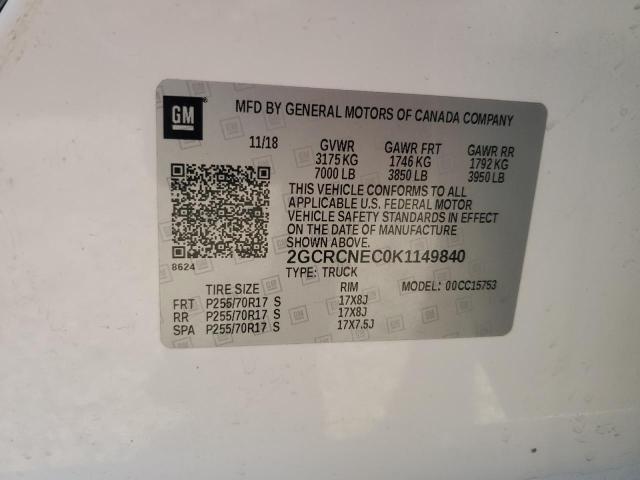 GM
MFD BY GENERAL MOTORS OF CANADA COMPANY
11/18 GVWR GAWR FRT GAWR RR
3175 KG 1746 KG 1792 KG
7000 LB 3850 LB 3950 LB
THIS VEHICLE CONFORMS TO ALL
APPLICABLE U.S. FEDERAL MOTOR
VEHICLE SAFETY STANDARDS IN EFFECT
ON THE DATE OF MANUFACTURE
SHOWN ABOVE.
8624
2GCRCNEC0K1149840
TYPE: TRUCK MODEL: 00CC15753
TIRE SIZE RIM
FRT P255/70R17 S 17X8J
RR P255/70R17 S 17X8J
SPA P255/70R17 S 17X7.5J